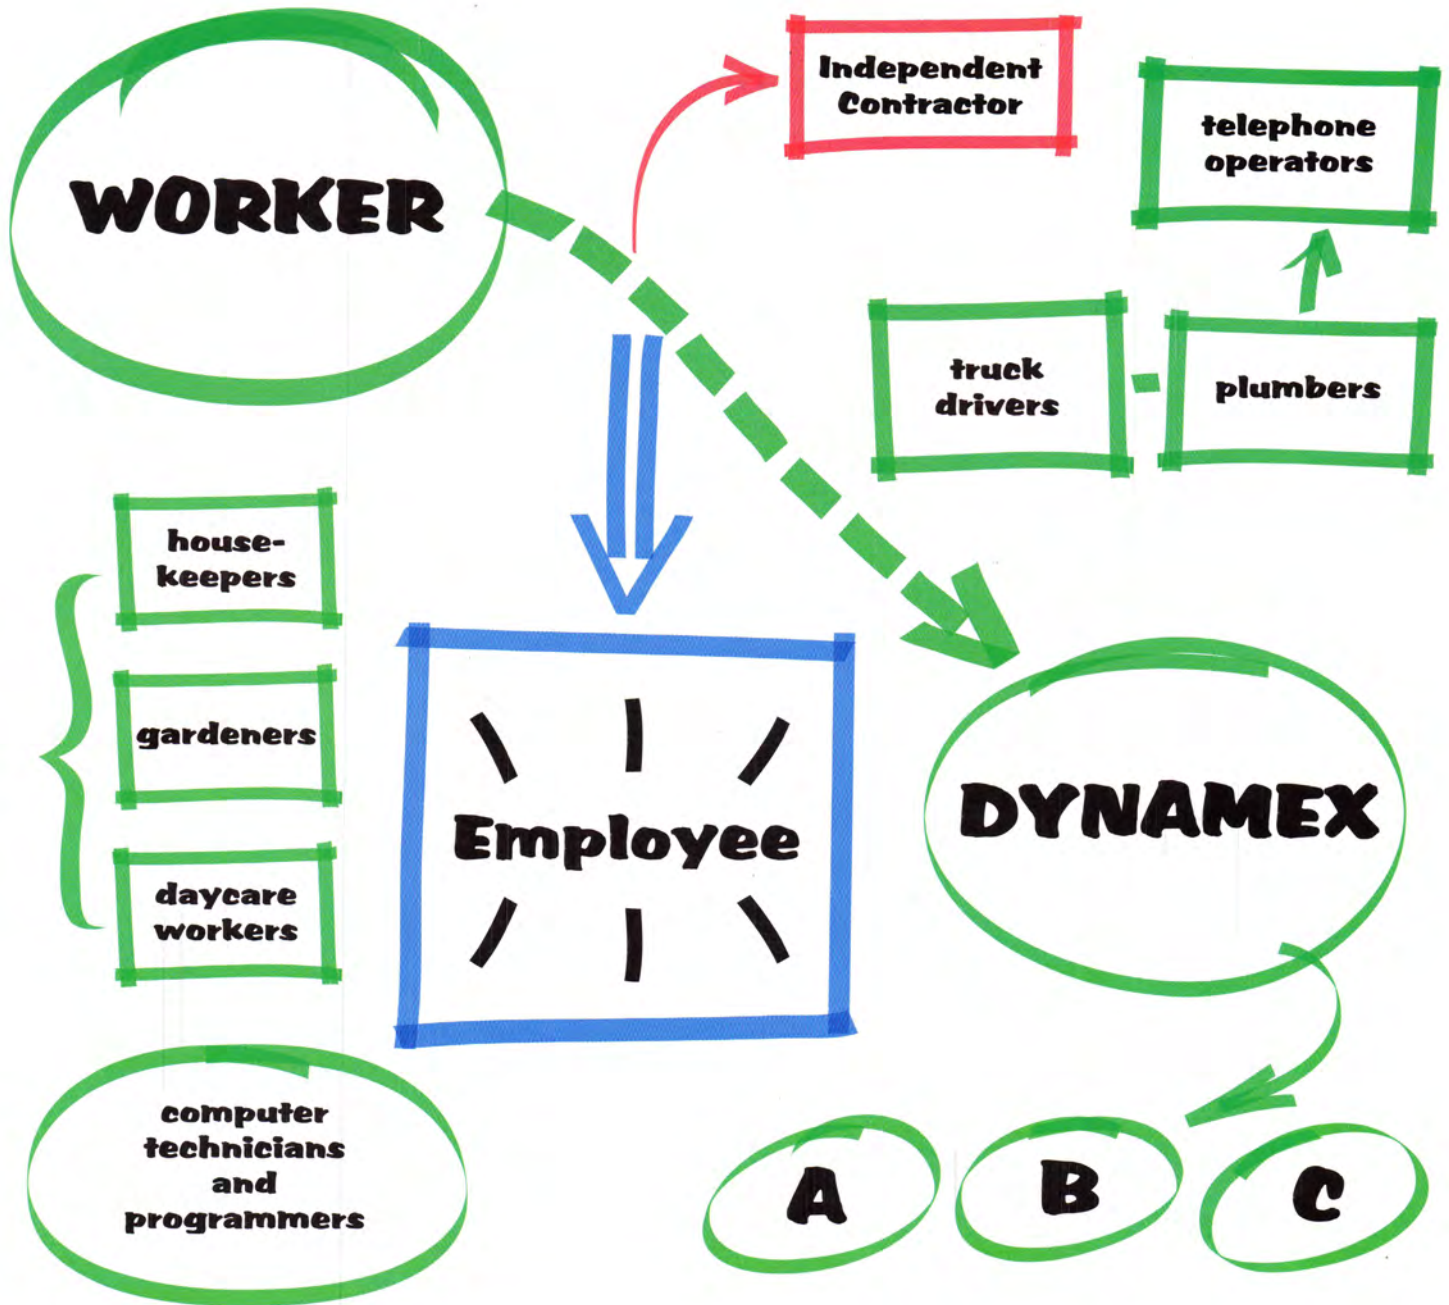 WORKER
Independent
Contractor
telephone
operators
truck
drivers
plumbers
house-
keepers
gardeners
daycare
workers
Employee
DYNAMEX
computer
technicians
and
programmers
A
B
C